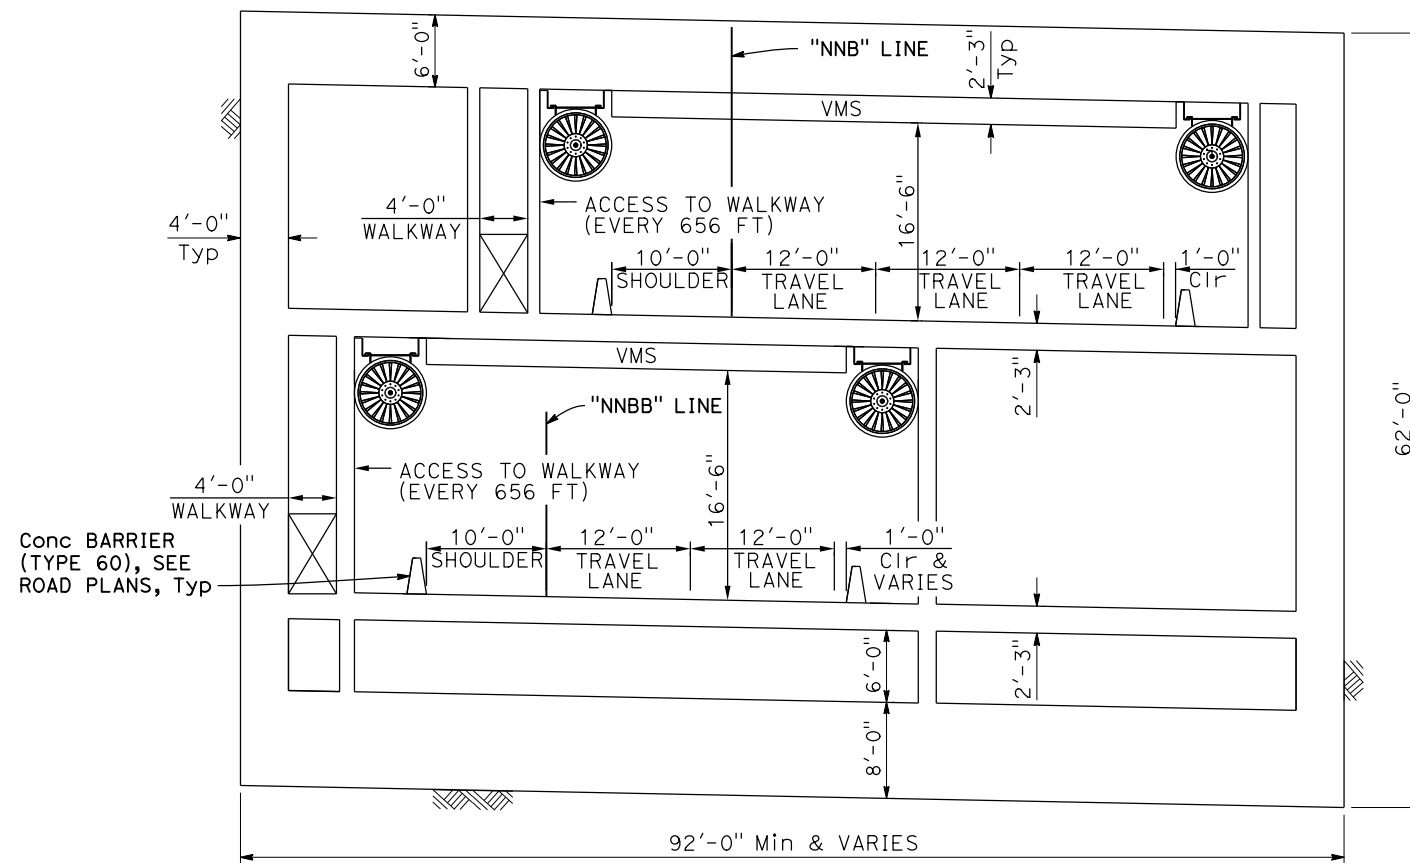 6'-0"
"NNB" LINE
2'-3"
Typ
VMS
4'-0"
Typ
4'-0"
WALKWAY
ACCESS TO WALKWAY
(EVERY 656 FT)
16'-6"
10'-0"
SHOULDER
12'-0"
TRAVEL
LANE
12'-0"
TRAVEL
LANE
12'-0"
TRAVEL
LANE
1'-0"
Clr
VMS
2'-3"
"NNBB" LINE
62'-0"
4'-0"
WALKWAY
ACCESS TO WALKWAY
(EVERY 656 FT)
16'-6"
Conc BARRIER
(TYPE 60), SEE
ROAD PLANS, Typ
10'-0"
SHOULDER
12'-0"
TRAVEL
LANE
12'-0"
TRAVEL
LANE
1'-0"
Clr &
VARIES
6'-0"
2'-3"
8'-0"
92'-0" Min & VARIES